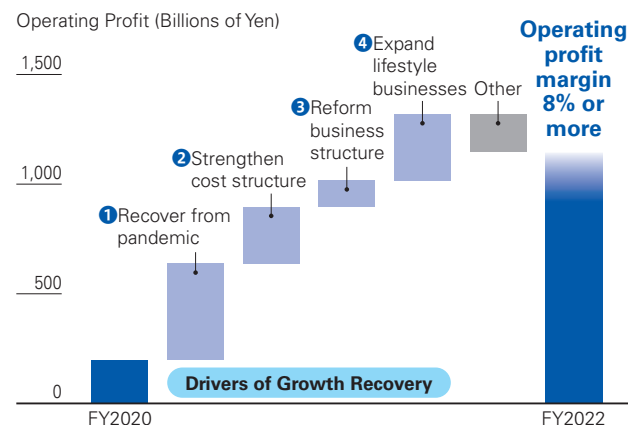 Operating Profit (Billions of Yen)
1,500
1,000
500
0
❶Recover from
pandemic
❷Strengthen
cost structure
❸Reform
business
structure
❹Expand
lifestyle
businesses
Other
Operating
profit
margin
8% or
more
Drivers of Growth Recovery
FY2020
FY2022